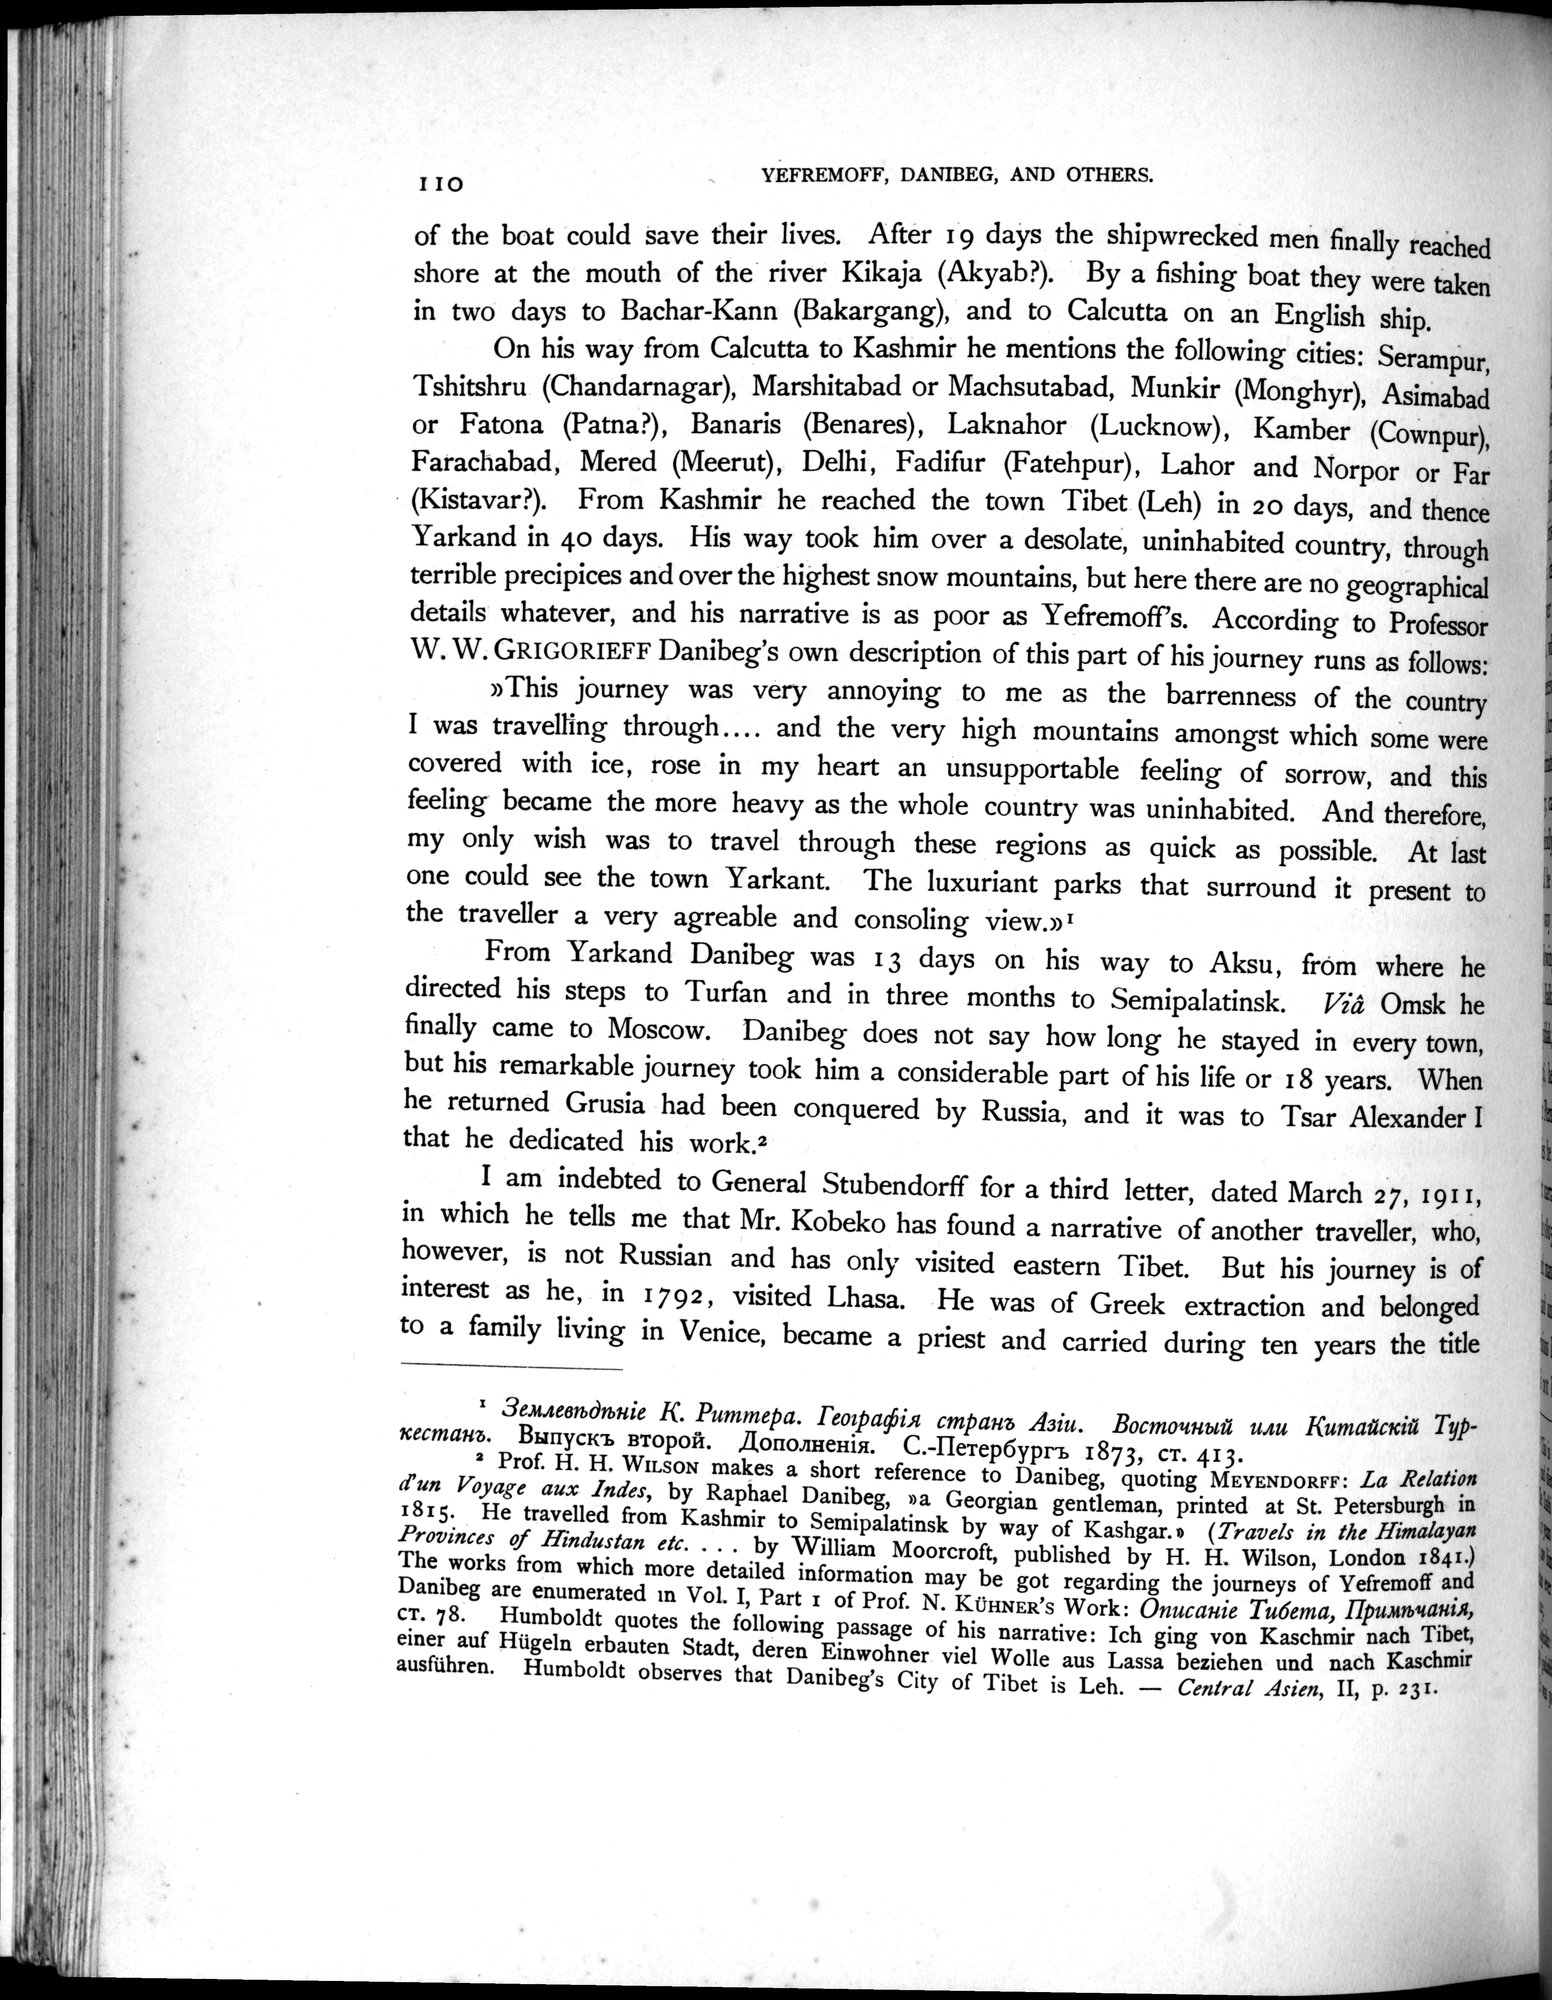 110
YEFREMOFF, DANIBEG, AND OTHERS.
of the boat could save their lives. After 19 days the shipwrecked men finally reached
shore at the mouth of the river Kikaja (Akyab?). By a fishing boat they were taken
in two days to Bachar-Kann (Bakargang), and to Calcutta on an English ship.
On his way from Calcutta to Kashmir he mentions the following cities: Serampur,
Tshitshru (Chandarnagar), Marshitabad or Machsutabad, Munkir (Monghyr), Asimabad
or Fatona (Patna?), Banaris (Benares), Laknahor (Lucknow), Kamber (Cownpur),
Farachabad, Mered (Meerut), Delhi, Fadifur (Fatehpur), Lahor and Norpor or Far
(Kistavar?). From Kashmir he reached the town Tibet (Leh) in 20 days, and thence
Yarkand in 40 days. His way took him over a desolate, uninhabited country, through
terrible precipices and over the highest snow mountains, but here there are no geographical
details whatever, and his narrative is as poor as Yefremoff's. According to Professor
W. W. GRIGORIEFF Danibeg's own description of this part of his journey runs as follows:
»This journey was very annoying to me as the barrenness of the country
I was travelling through.... and the very high mountains amongst which some were
covered with ice, rose in my heart an unsupportable feeling of sorrow, and this
feeling became the more heavy as the whole country was uninhabited. And therefore,
my only wish was to travel through these regions as quick as possible. At last
one could see the town Yarkant. The luxuriant parks that surround it present to
the traveller a very agreable and consoling view.»¹
From Yarkand Danibeg was 13 days on his way to Aksu, from where he
directed his steps to Turfan and in three months to Semipalatinsk. Viâ Omsk he
finally came to Moscow. Danibeg does not say how long he stayed in every town,
but his remarkable journey took him a considerable part of his life or 18 years. When
he returned Grusia had been conquered by Russia, and it was to Tsar Alexander I
that he dedicated his work.²
I am indebted to General Stubendorff for a third letter, dated March 27, 1911,
in which he tells me that Mr. Kobeko has found a narrative of another traveller, who,
however, is not Russian and has only visited eastern Tibet. But his journey is of
interest as he, in 1792, visited Lhasa. He was of Greek extraction and belonged
to a family living in Venice, became a priest and carried during ten years the title
¹ Землевѣдѣніе К. Риттера. Географія странъ Азіи. Восточный или Китайскій Тур-
кестанъ. Выпускъ второй. Дополненія. С.-Петербургъ 1873, ст. 413.
² Prof. H. H. WILSON makes a short reference to Danibeg, quoting MEYENDORFF: La Relation
d'un Voyage aux Indes, by Raphael Danibeg, »a Georgian gentleman, printed at St. Petersburgh in
1815. He travelled from Kashmir to Semipalatinsk by way of Kashgar.» (Travels in the Himalayan
Provinces of Hindustan etc. . . . by William Moorcroft, published by H. H. Wilson, London 1841.)
The works from which more detailed information may be got regarding the journeys of Yefremoff and
Danibeg are enumerated in Vol. I, Part 1 of Prof. N. KÜHNER's Work: Описаніе Тибета, Примѣчанія,
ст. 78. Humboldt quotes the following passage of his narrative: Ich ging von Kaschmir nach Tibet,
einer auf Hügeln erbauten Stadt, deren Einwohner viel Wolle aus Lassa beziehen und nach Kaschmir
ausführen. Humboldt observes that Danibeg's City of Tibet is Leh. — Central Asien, II, p. 231.